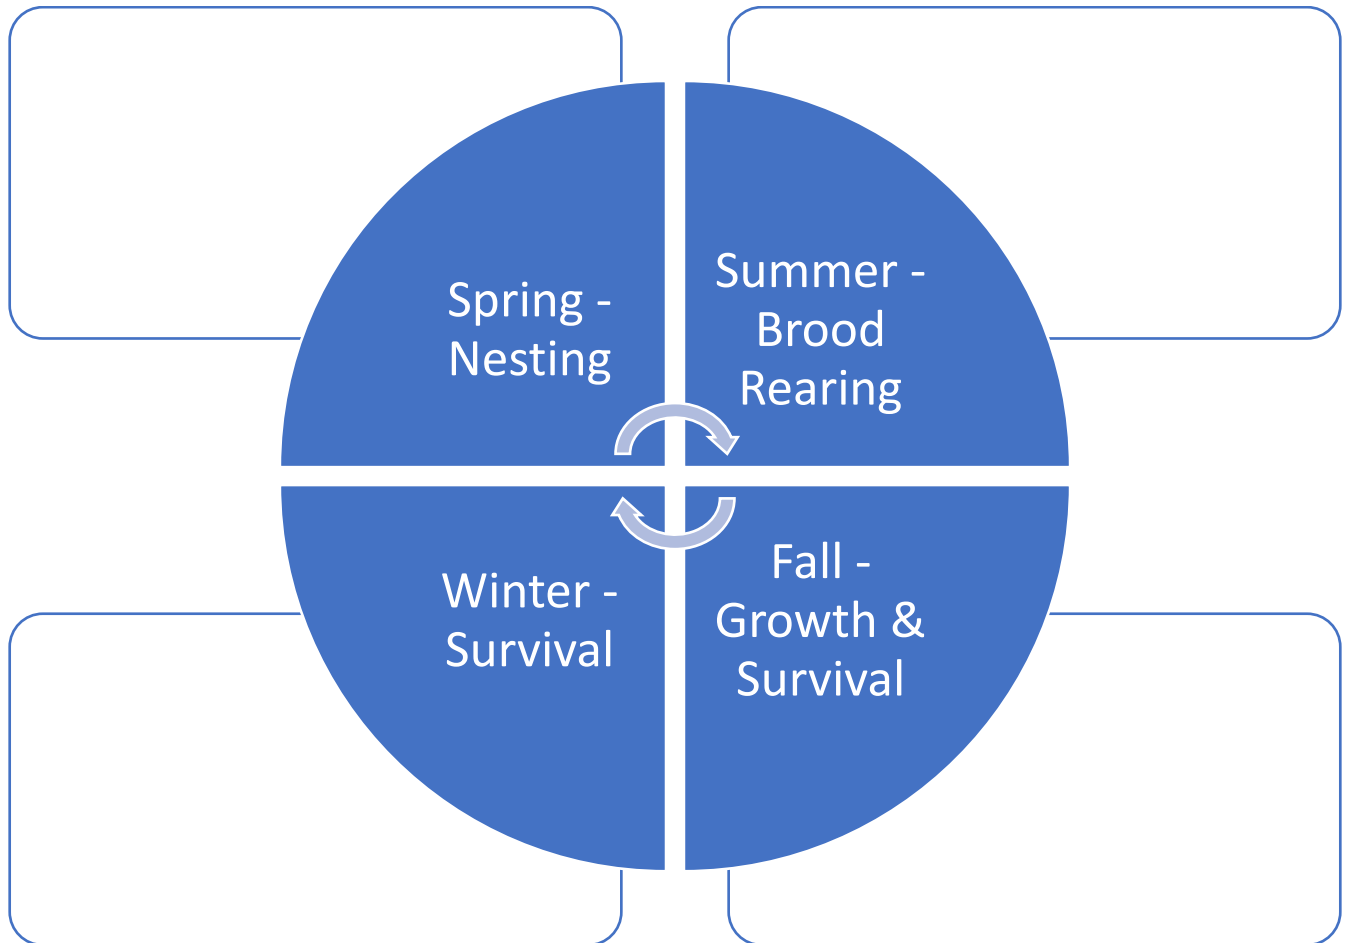 Spring -
Nesting
Summer -
Brood
Rearing
Winter -
Survival
Fall -
Growth &
Survival